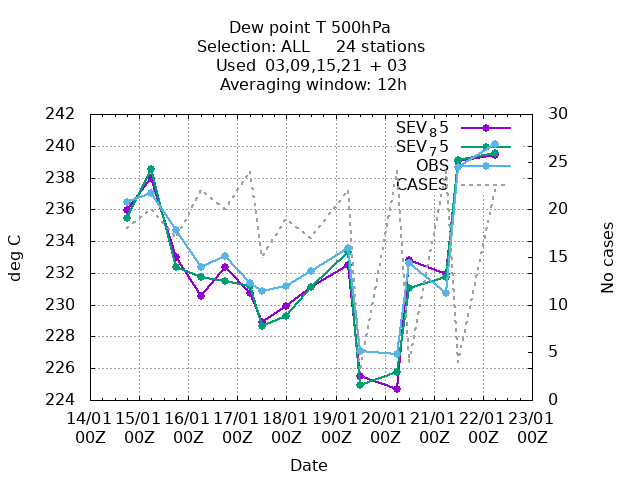 Dew point T 500hPa
Selection: ALL 24 stations
Used 03,09,15,21 + 03
Averaging window: 12h
242
240
238
236
234
232
230
228
226
224
30
25
20
15
10
5
0
SEV₈5
SEV₇5
OBS
CASES
deg C
No cases
14/01 15/01 16/01 17/01 18/01 19/01 20/01 21/01 22/01 23/01
00Z 00Z 00Z 00Z 00Z 00Z 00Z 00Z 00Z 00Z
Date